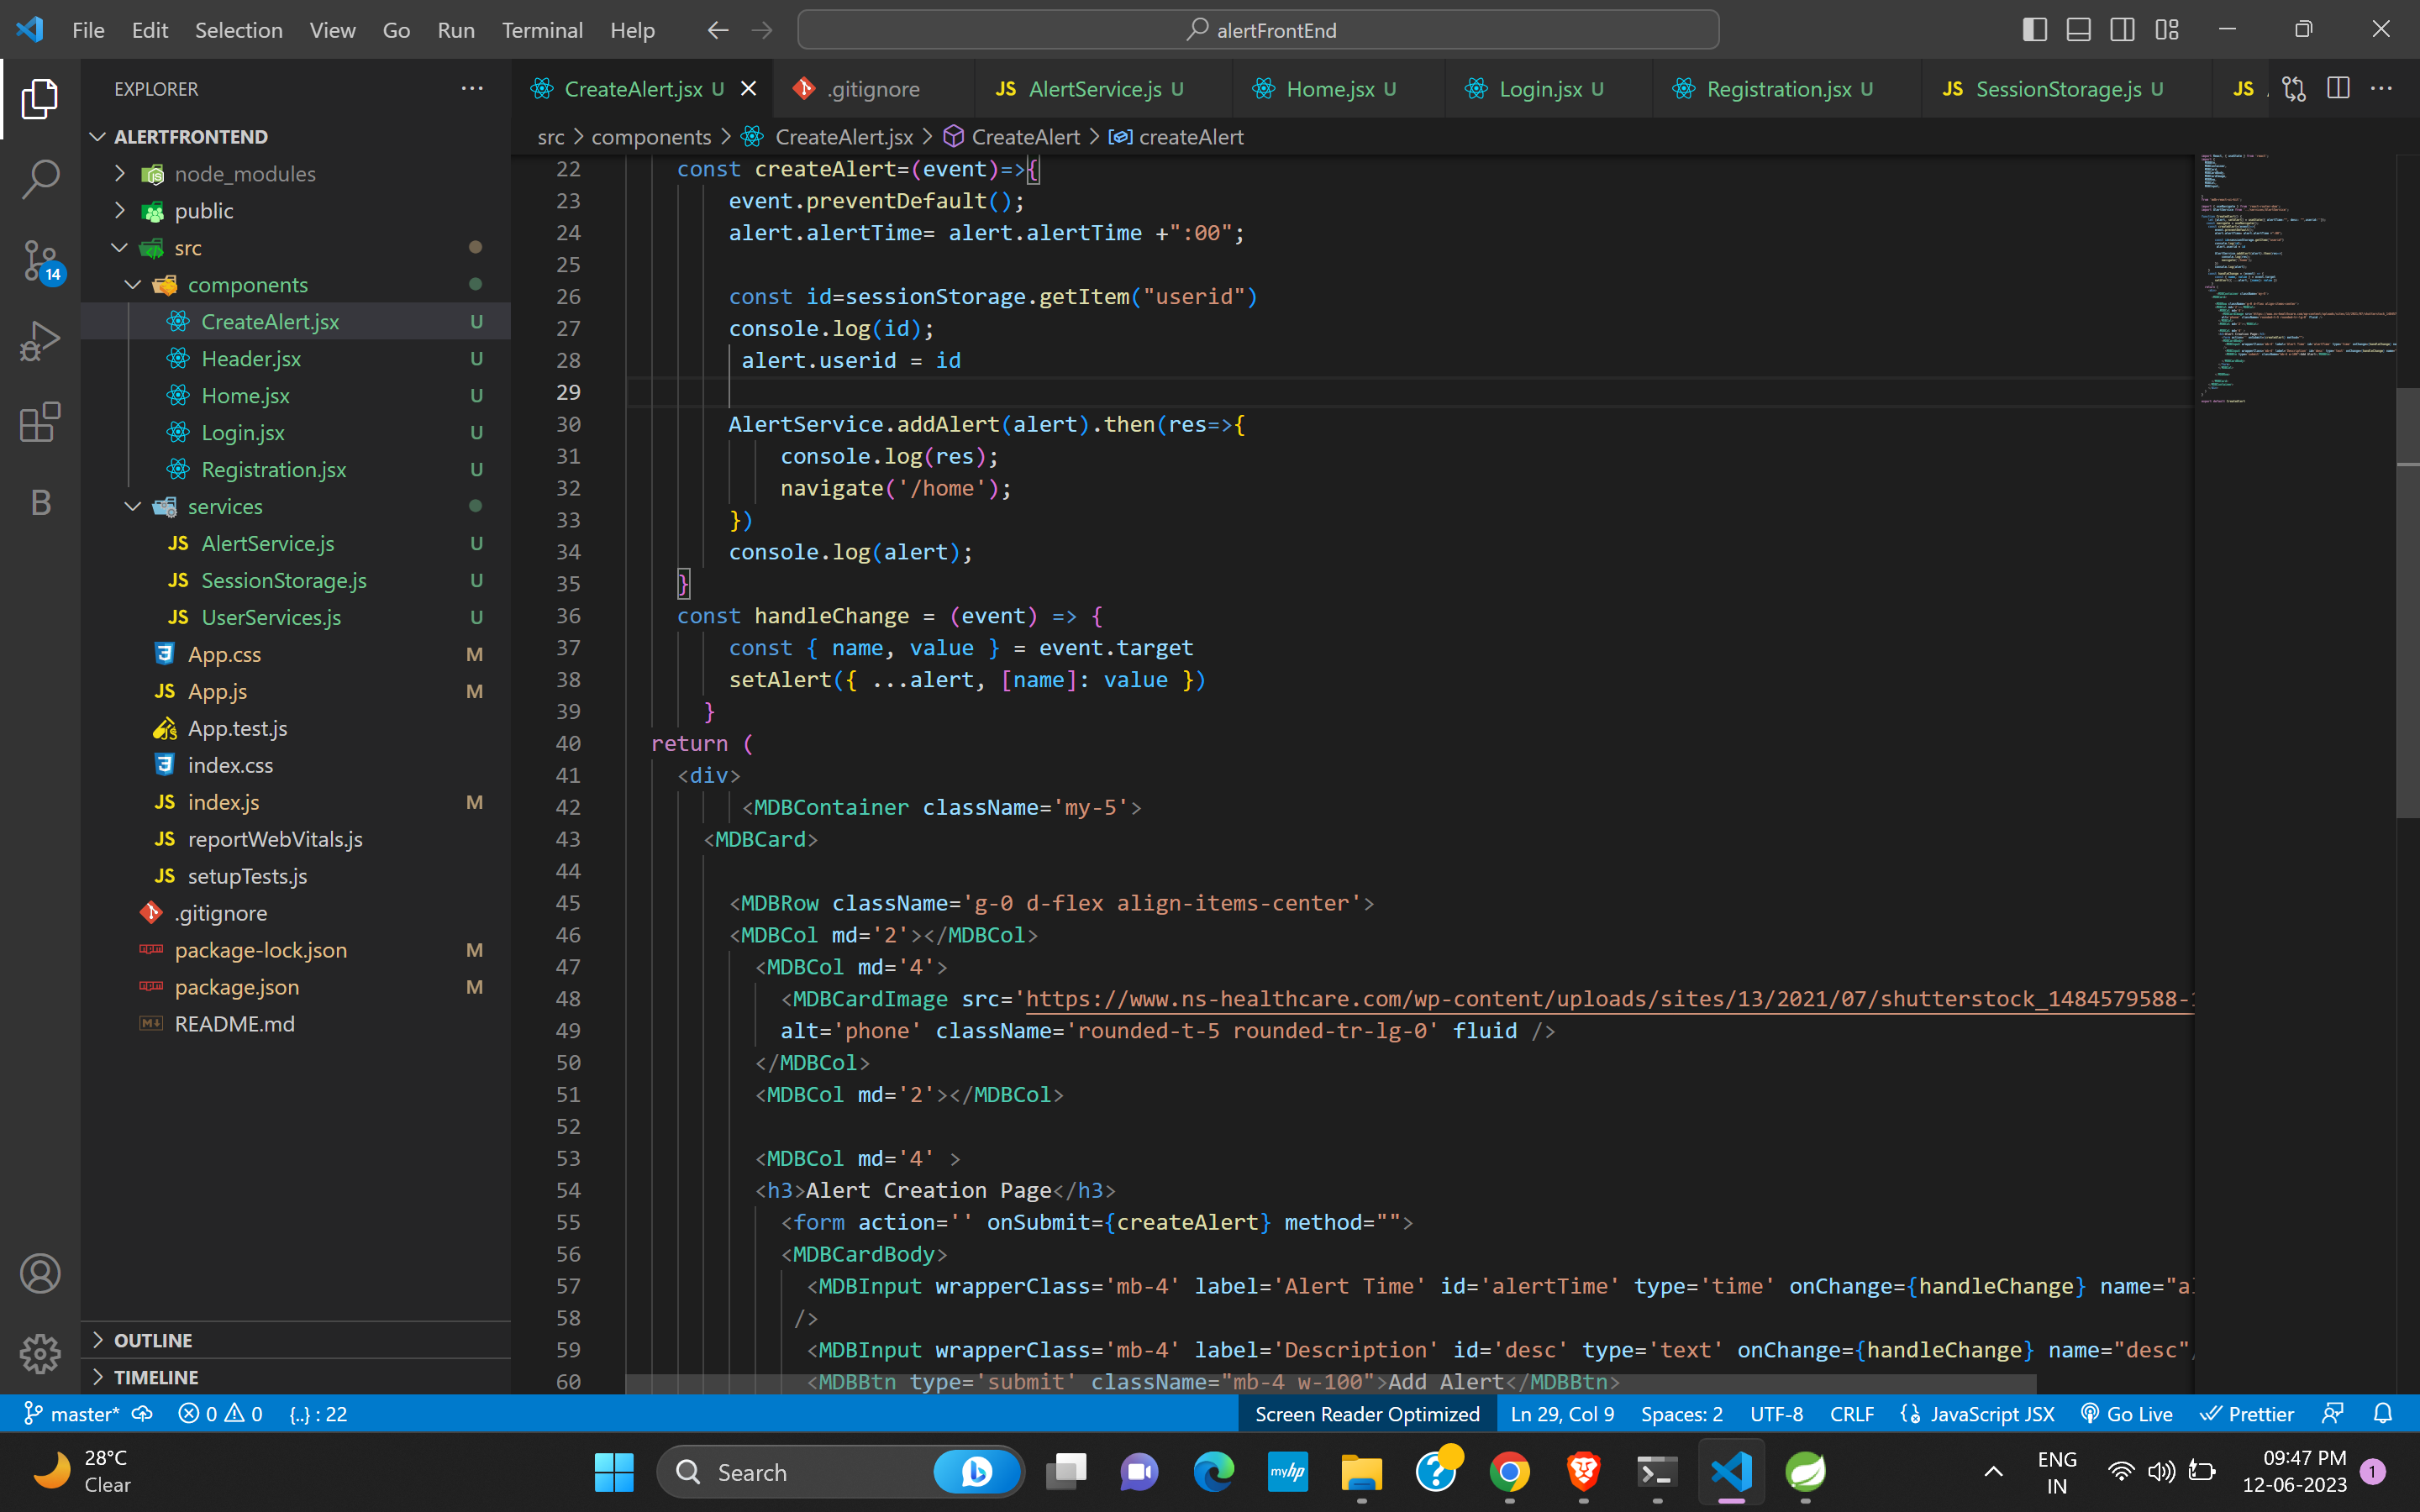 File Edit Selection View Go Run Terminal Help alertFrontEnd
EXPLORER
ALERTFRONTEND
node_modules
public
src
components
CreateAlert.jsx U
Header.jsx U
Home.jsx U
Login.jsx U
Registration.jsx U
services
JS AlertService.js U
JS SessionStorage.js U
JS UserServices.js U
App.css M
JS App.js M
App.test.js
index.css
JS index.js M
JS reportWebVitals.js
JS setupTests.js
.gitignore
package-lock.json M
package.json M
README.md
OUTLINE
TIMELINE
14
B
CreateAlert.jsx U .gitignore JS AlertService.js U Home.jsx U Login.jsx U Registration.jsx U JS SessionStorage.js U JS
src > components > CreateAlert.jsx > CreateAlert > createAlert
22 const createAlert=(event)=>{
23 event.preventDefault();
24 alert.alertTime= alert.alertTime +":00";
25
26 const id=sessionStorage.getItem("userid")
27 console.log(id);
28 alert.userid = id
29
30 AlertService.addAlert(alert).then(res=>{
31 console.log(res);
32 navigate('/home');
33 })
34 console.log(alert);
35 }
36 const handleChange = (event) => {
37 const { name, value } = event.target
38 setAlert({ ...alert, [name]: value })
39 }
40 return (
41 <div>
42 <MDBContainer className='my-5'>
43 <MDBCard>
44
45 <MDBRow className='g-0 d-flex align-items-center'>
46 <MDBCol md='2'></MDBCol>
47 <MDBCol md='4'>
48 <MDBCardImage src='https://www.ns-healthcare.com/wp-content/uploads/sites/13/2021/07/shutterstock_1484579588-
49 alt='phone' className='rounded-t-5 rounded-tr-lg-0' fluid />
50 </MDBCol>
51 <MDBCol md='2'></MDBCol>
52
53 <MDBCol md='4' >
54 <h3>Alert Creation Page</h3>
55 <form action='' onSubmit={createAlert} method="">
56 <MDBCardBody>
57 <MDBInput wrapperClass='mb-4' label='Alert Time' id='alertTime' type='time' onChange={handleChange} name="al
58 />
59 <MDBInput wrapperClass='mb-4' label='Description' id='desc' type='text' onChange={handleChange} name="desc"/
60 <MDBBtn type='submit' className="mb-4 w-100">Add Alert</MDBBtn>
master* 0 0 {..} : 22 Screen Reader Optimized Ln 29, Col 9 Spaces: 2 UTF-8 CRLF JavaScript JSX Go Live Prettier
28°C
Clear
Search
myhp
ENG
IN
09:47 PM
12-06-2023
1